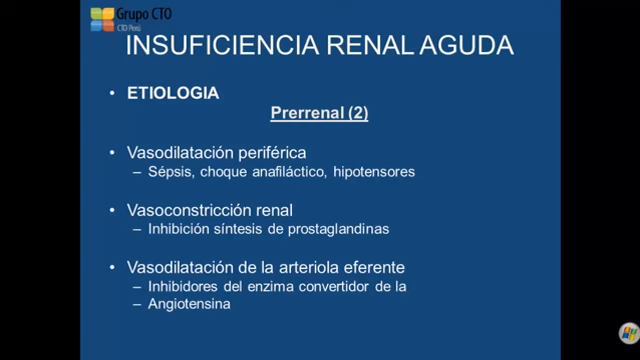 Grupo CTO
CTO Perú
INSUFICIENCIA RENAL AGUDA
• ETIOLOGIA
Prerrenal (2)
• Vasodilatación periférica
– Sépsis, choque anafiláctico, hipotensores
• Vasoconstricción renal
– Inhibición síntesis de prostaglandinas
• Vasodilatación de la arteriola eferente
– Inhibidores del enzima convertidor de la
– Angiotensina